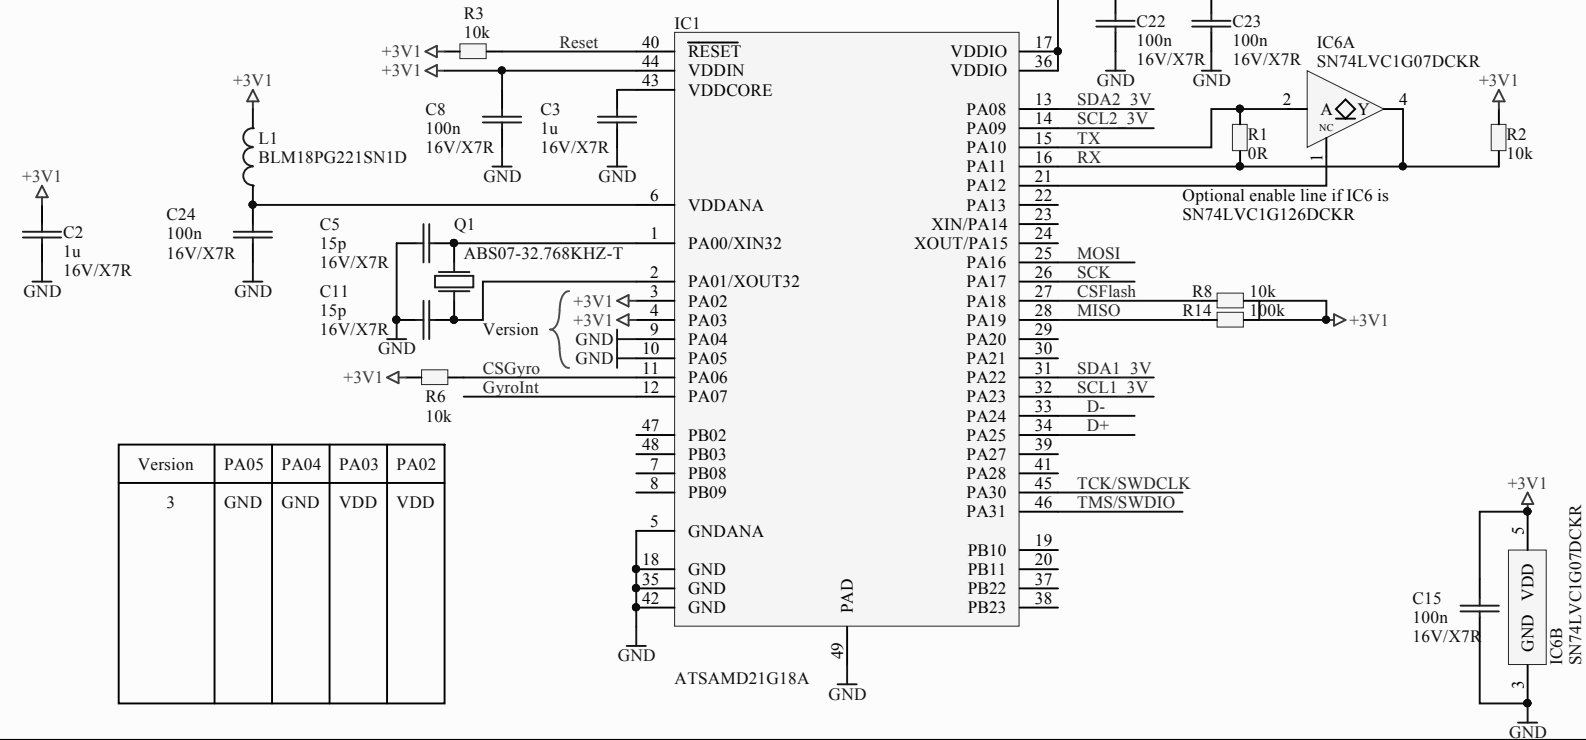 R3
10k
+3V1
Reset
+3V1
C8
100n
16V/X7R
GND
C3
1u
16V/X7R
GND
+3V1
L1
BLM18PG221SN1D
+3V1
C2
1u
16V/X7R
GND
C24
100n
16V/X7R
GND
C5
15p
16V/X7R
Q1
ABS07-32.768KHZ-T
C11
15p
16V/X7R
GND
Version
+3V1
+3V1
GND
GND
+3V1
R6
10k
CSGyro
GyroInt
IC1
40 RESET
44 VDDIN
43 VDDCORE
6 VDDANA
1 PA00/XIN32
2 PA01/XOUT32
3 PA02
4 PA03
9 PA04
10 PA05
11 PA06
12 PA07
47 PB02
48 PB03
7 PB08
8 PB09
5 GNDANA
18 GND
35 GND
42 GND
GND
PAD
49
GND
ATSAMD21G18A
VDDIO 17
VDDIO 36
PA08 13 SDA2_3V
PA09 14 SCL2_3V
PA10 15 TX
PA11 16 RX
PA12 21
PA13 22
XIN/PA14 23
XOUT/PA15 24
PA16 25 MOSI
PA17 26 SCK
PA18 27 CSFlash
PA19 28 MISO
PA20 29
PA21 30
PA22 31 SDA1_3V
PA23 32 SCL1_3V
PA24 33 D-
PA25 34 D+
PA27 39
PA28 41
PA30 45 TCK/SWDCLK
PA31 46 TMS/SWDIO
PB10 19
PB11 20
PB22 37
PB23 38
C22
100n
16V/X7R
GND
C23
100n
16V/X7R
GND
IC6A
SN74LVC1G07DCKR
2 A Y 4
NC
1
R1
0R
+3V1
R2
10k
Optional enable line if IC6 is
SN74LVC1G126DCKR
R8 10k
R14 100k
+3V1
Version PA05 PA04 PA03 PA02
3 GND GND VDD VDD
+3V1
5
VDD
GND
3
GND
C15
100n
16V/X7R
IC6B
SN74LVC1G07DCKR